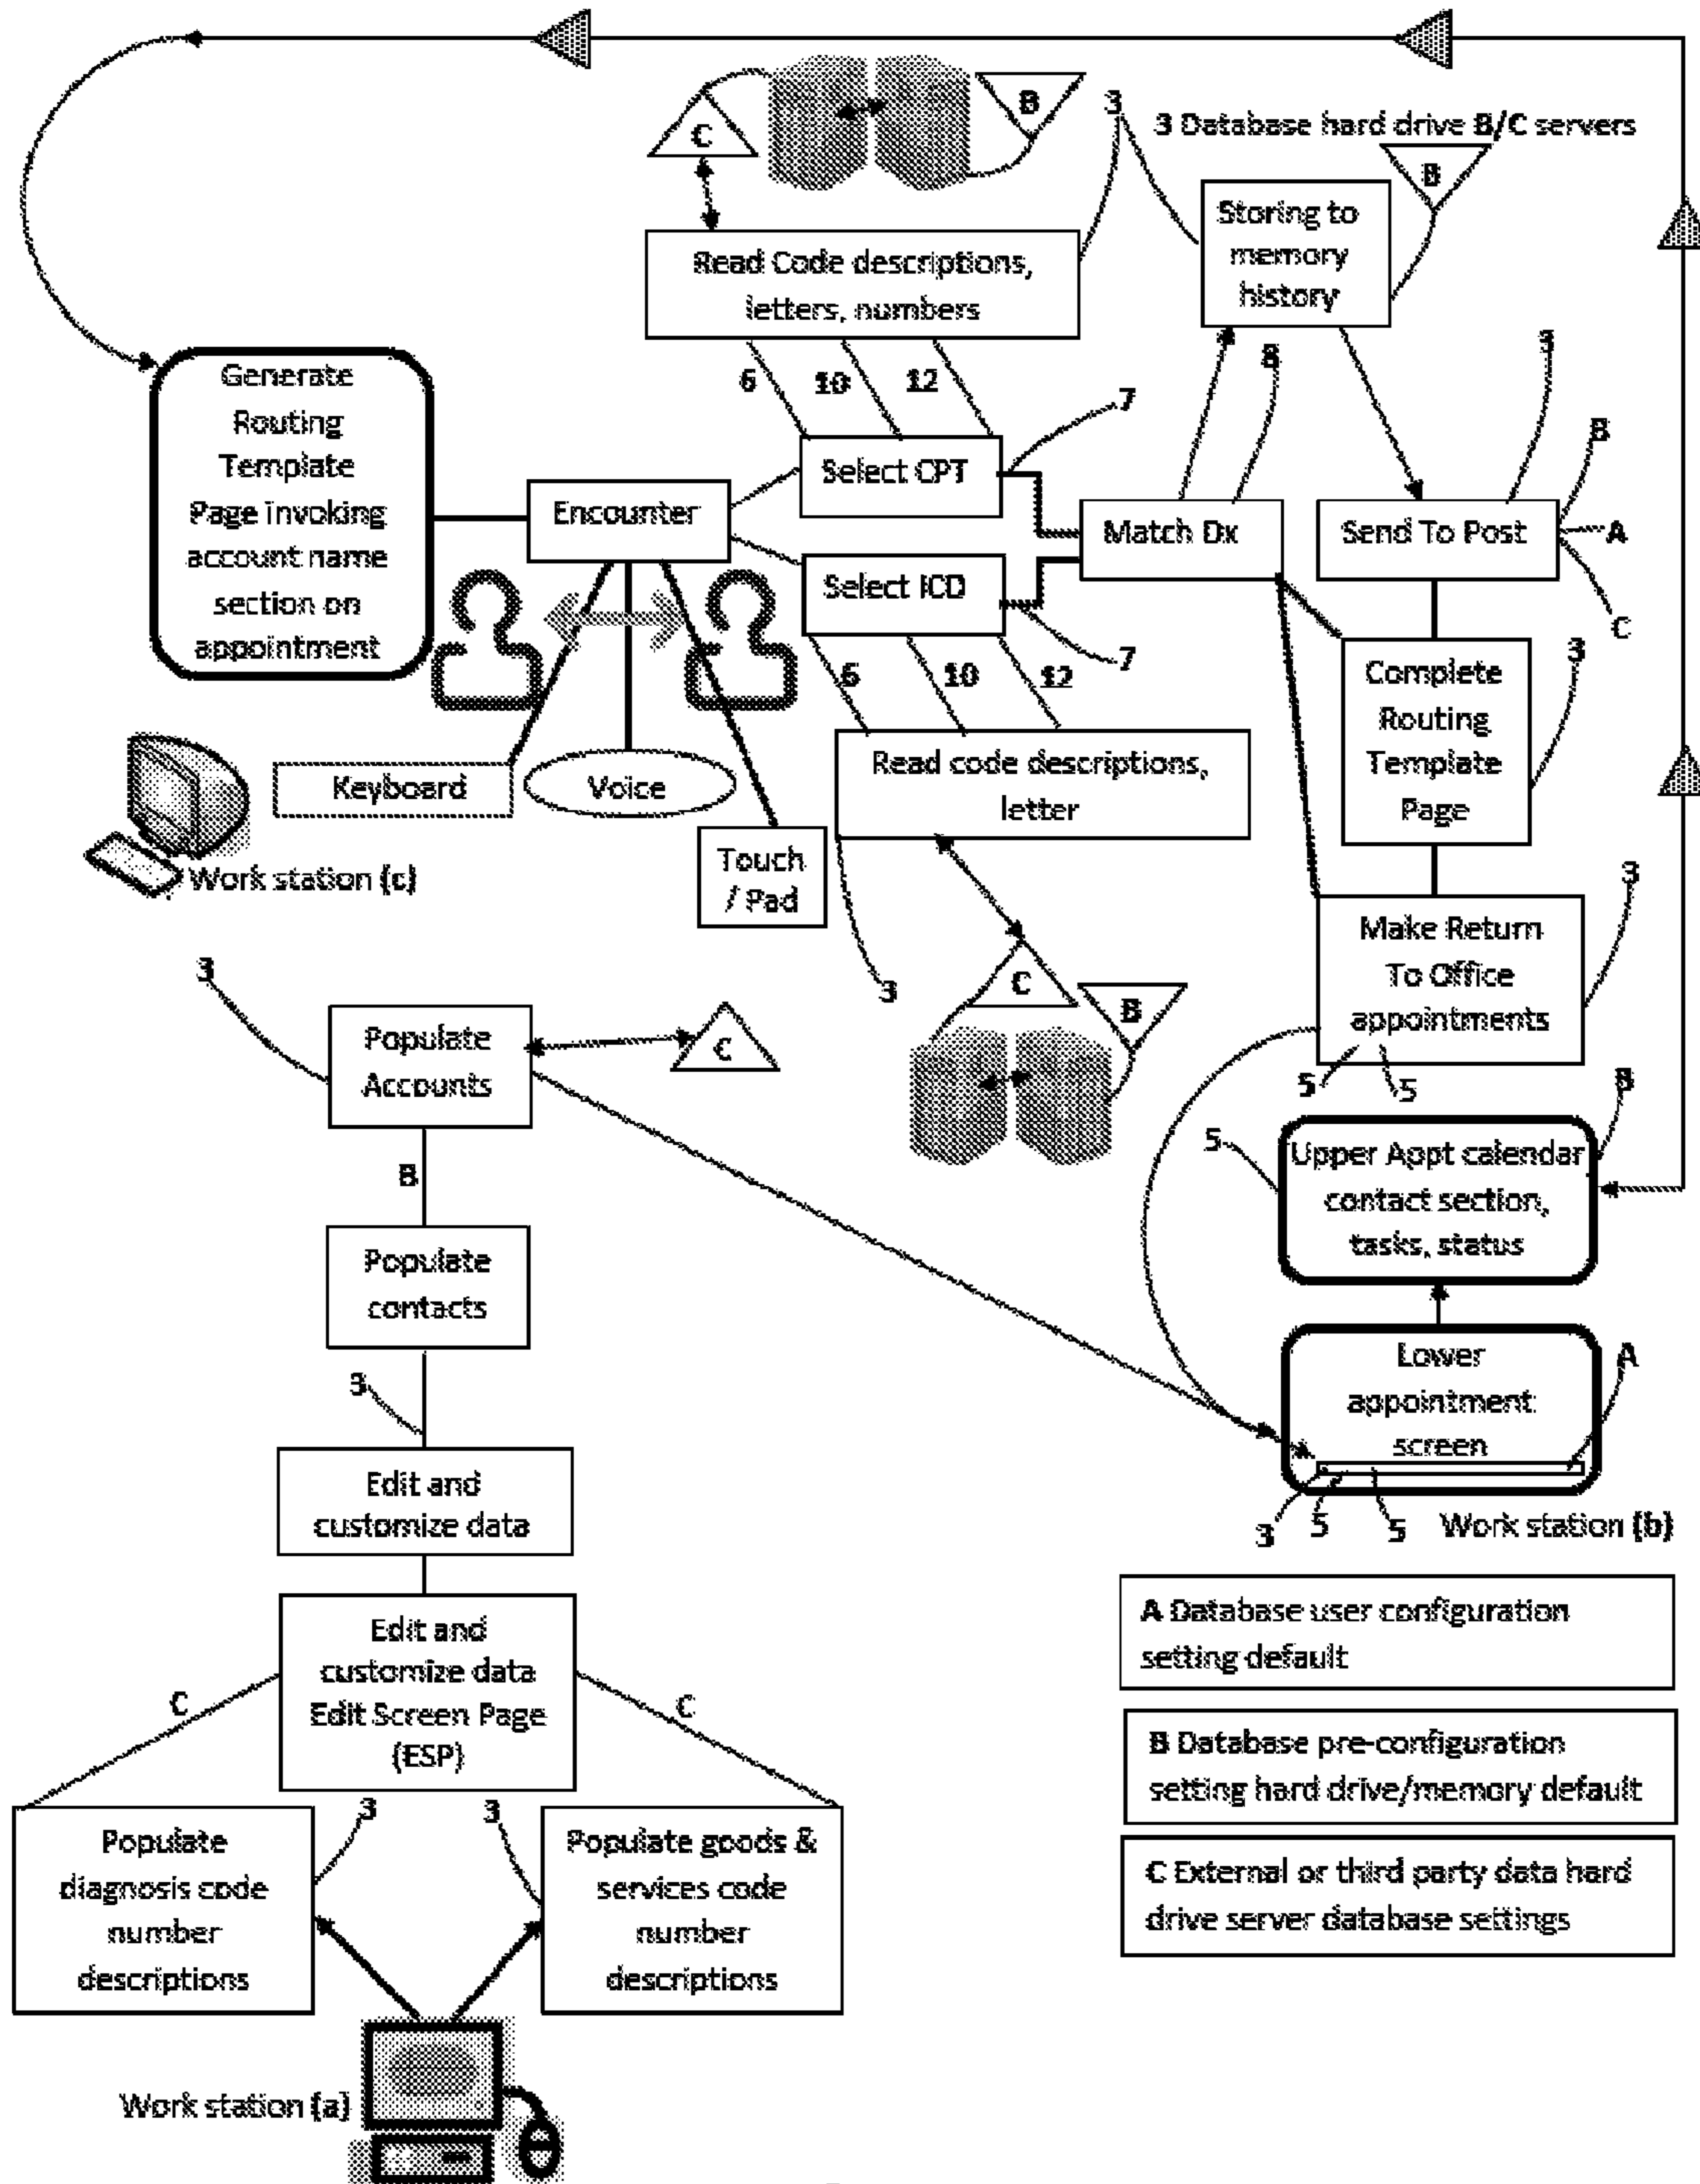 B
C
3
3 Database hard drive B/C servers
B
Storing to
memory
history
Read Code descriptions,
letters, numbers
3
8
6
10
12
7
B
Generate
Routing
Template
Page invoking
account name
section on
appointment
Encounter
Select CPT
Match Dx
Send To Post
A
C
Select ICD
7
3
6
10
12
Complete
Routing
Template
Page
Read code descriptions,
letter
Keyboard
Voice
Touch
/ Pad
Work station (c)
3
Make Return
To Office
appointments
3
5
5
3
C
B
Populate
Accounts
C
B
5
Upper Appt calendar
contact section,
tasks, status
Populate
contacts
3
Lower
appointment
screen
A
3
5
5
Work station (b)
Edit and
customize data
A Database user configuration
setting default
Edit and
customize data
Edit Screen Page
(ESP)
C
C
B Database pre-configuration
setting hard drive/memory default
3
3
Populate
diagnosis code
number
descriptions
Populate goods &
services code
number
descriptions
C External or third party data hard
drive server database settings
Work station (a)